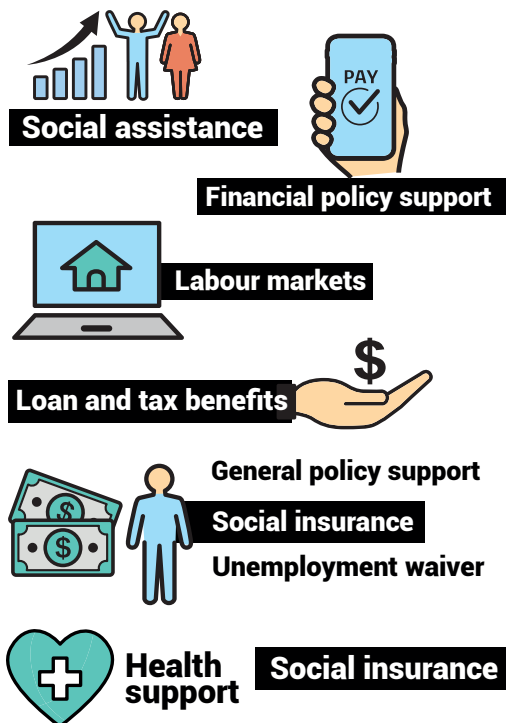 Social assistance
PAY
Financial policy support
Labour markets
$
Loan and tax benefits
General policy support
$
Social insurance
$
Unemployment waiver
Health
support
Social insurance